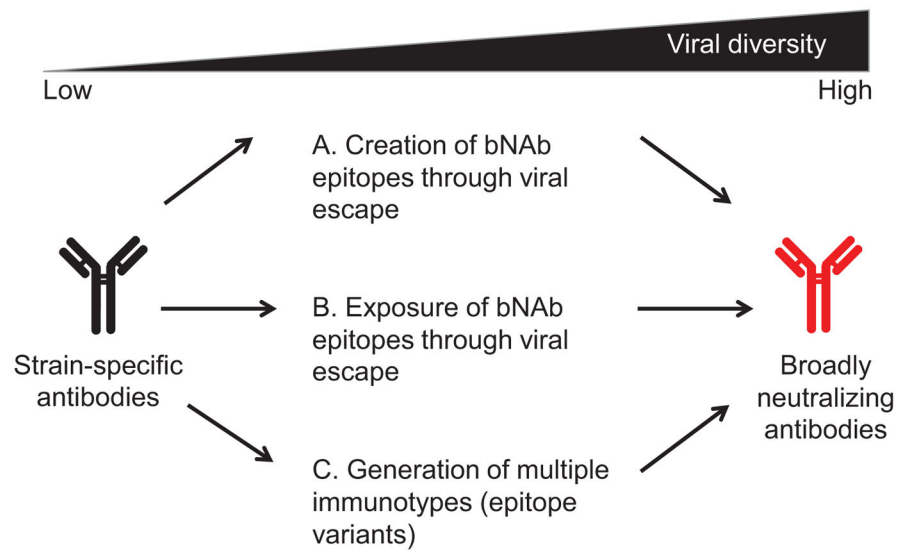 Viral diversity
Low
High
A. Creation of bNAb
epitopes through viral
escape
Strain-specific
antibodies
B. Exposure of bNAb
epitopes through viral
escape
Broadly
neutralizing
antibodies
C. Generation of multiple
immunotypes (epitope
variants)